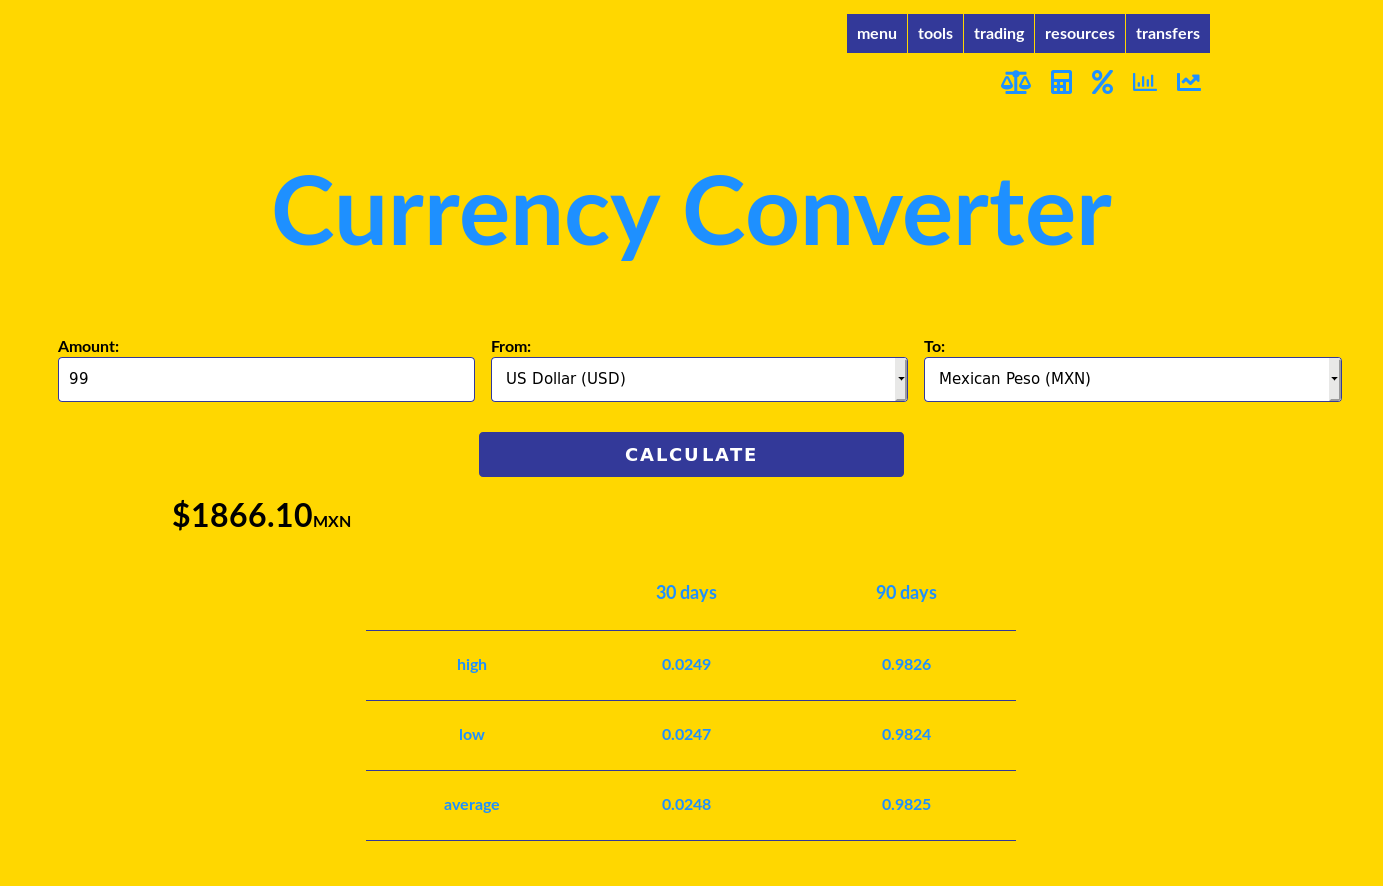 menu tools trading resources transfers
Currency Converter
Amount: From: To:
99 US Dollar (USD) Mexican Peso (MXN)
CALCULATE
$1866.10MXN
30 days 90 days
high 0.0249 0.9826
low 0.0247 0.9824
average 0.0248 0.9825